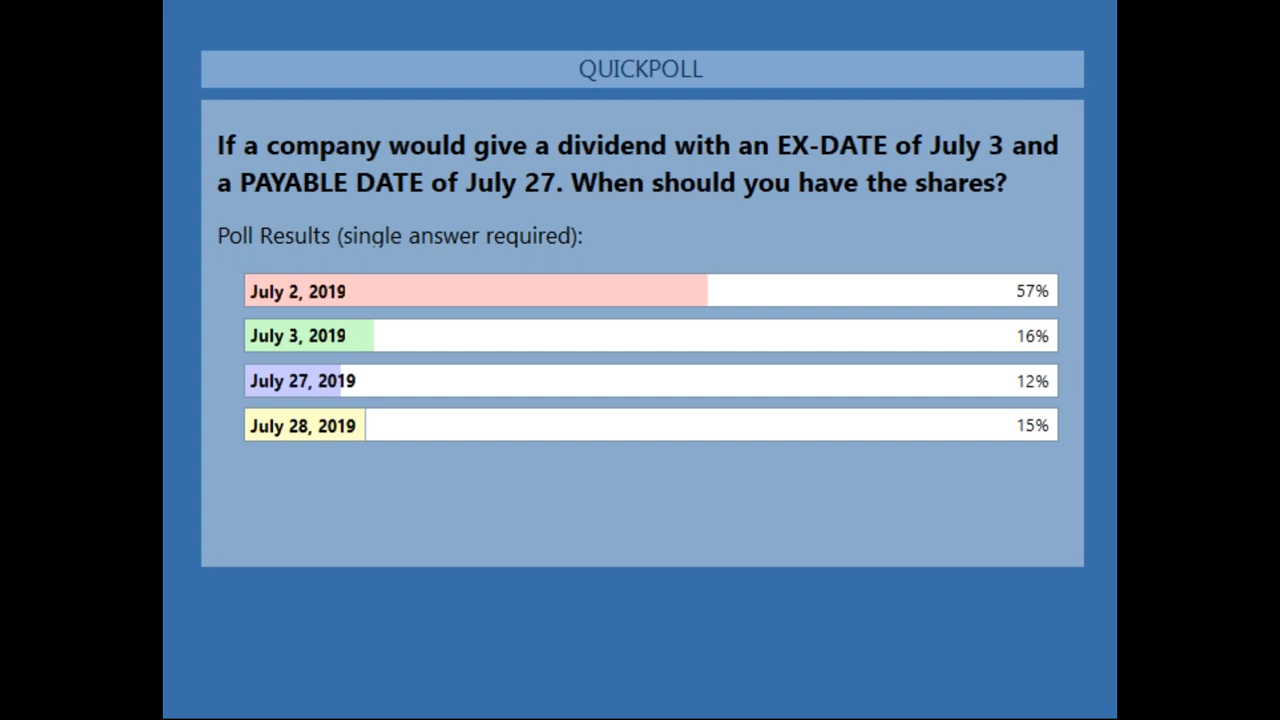 QUICKPOLL
If a company would give a dividend with an EX-DATE of July 3 and
a PAYABLE DATE of July 27. When should you have the shares?
Poll Results (single answer required):
July 2, 2019 57%
July 3, 2019 16%
July 27, 2019 12%
July 28, 2019 15%